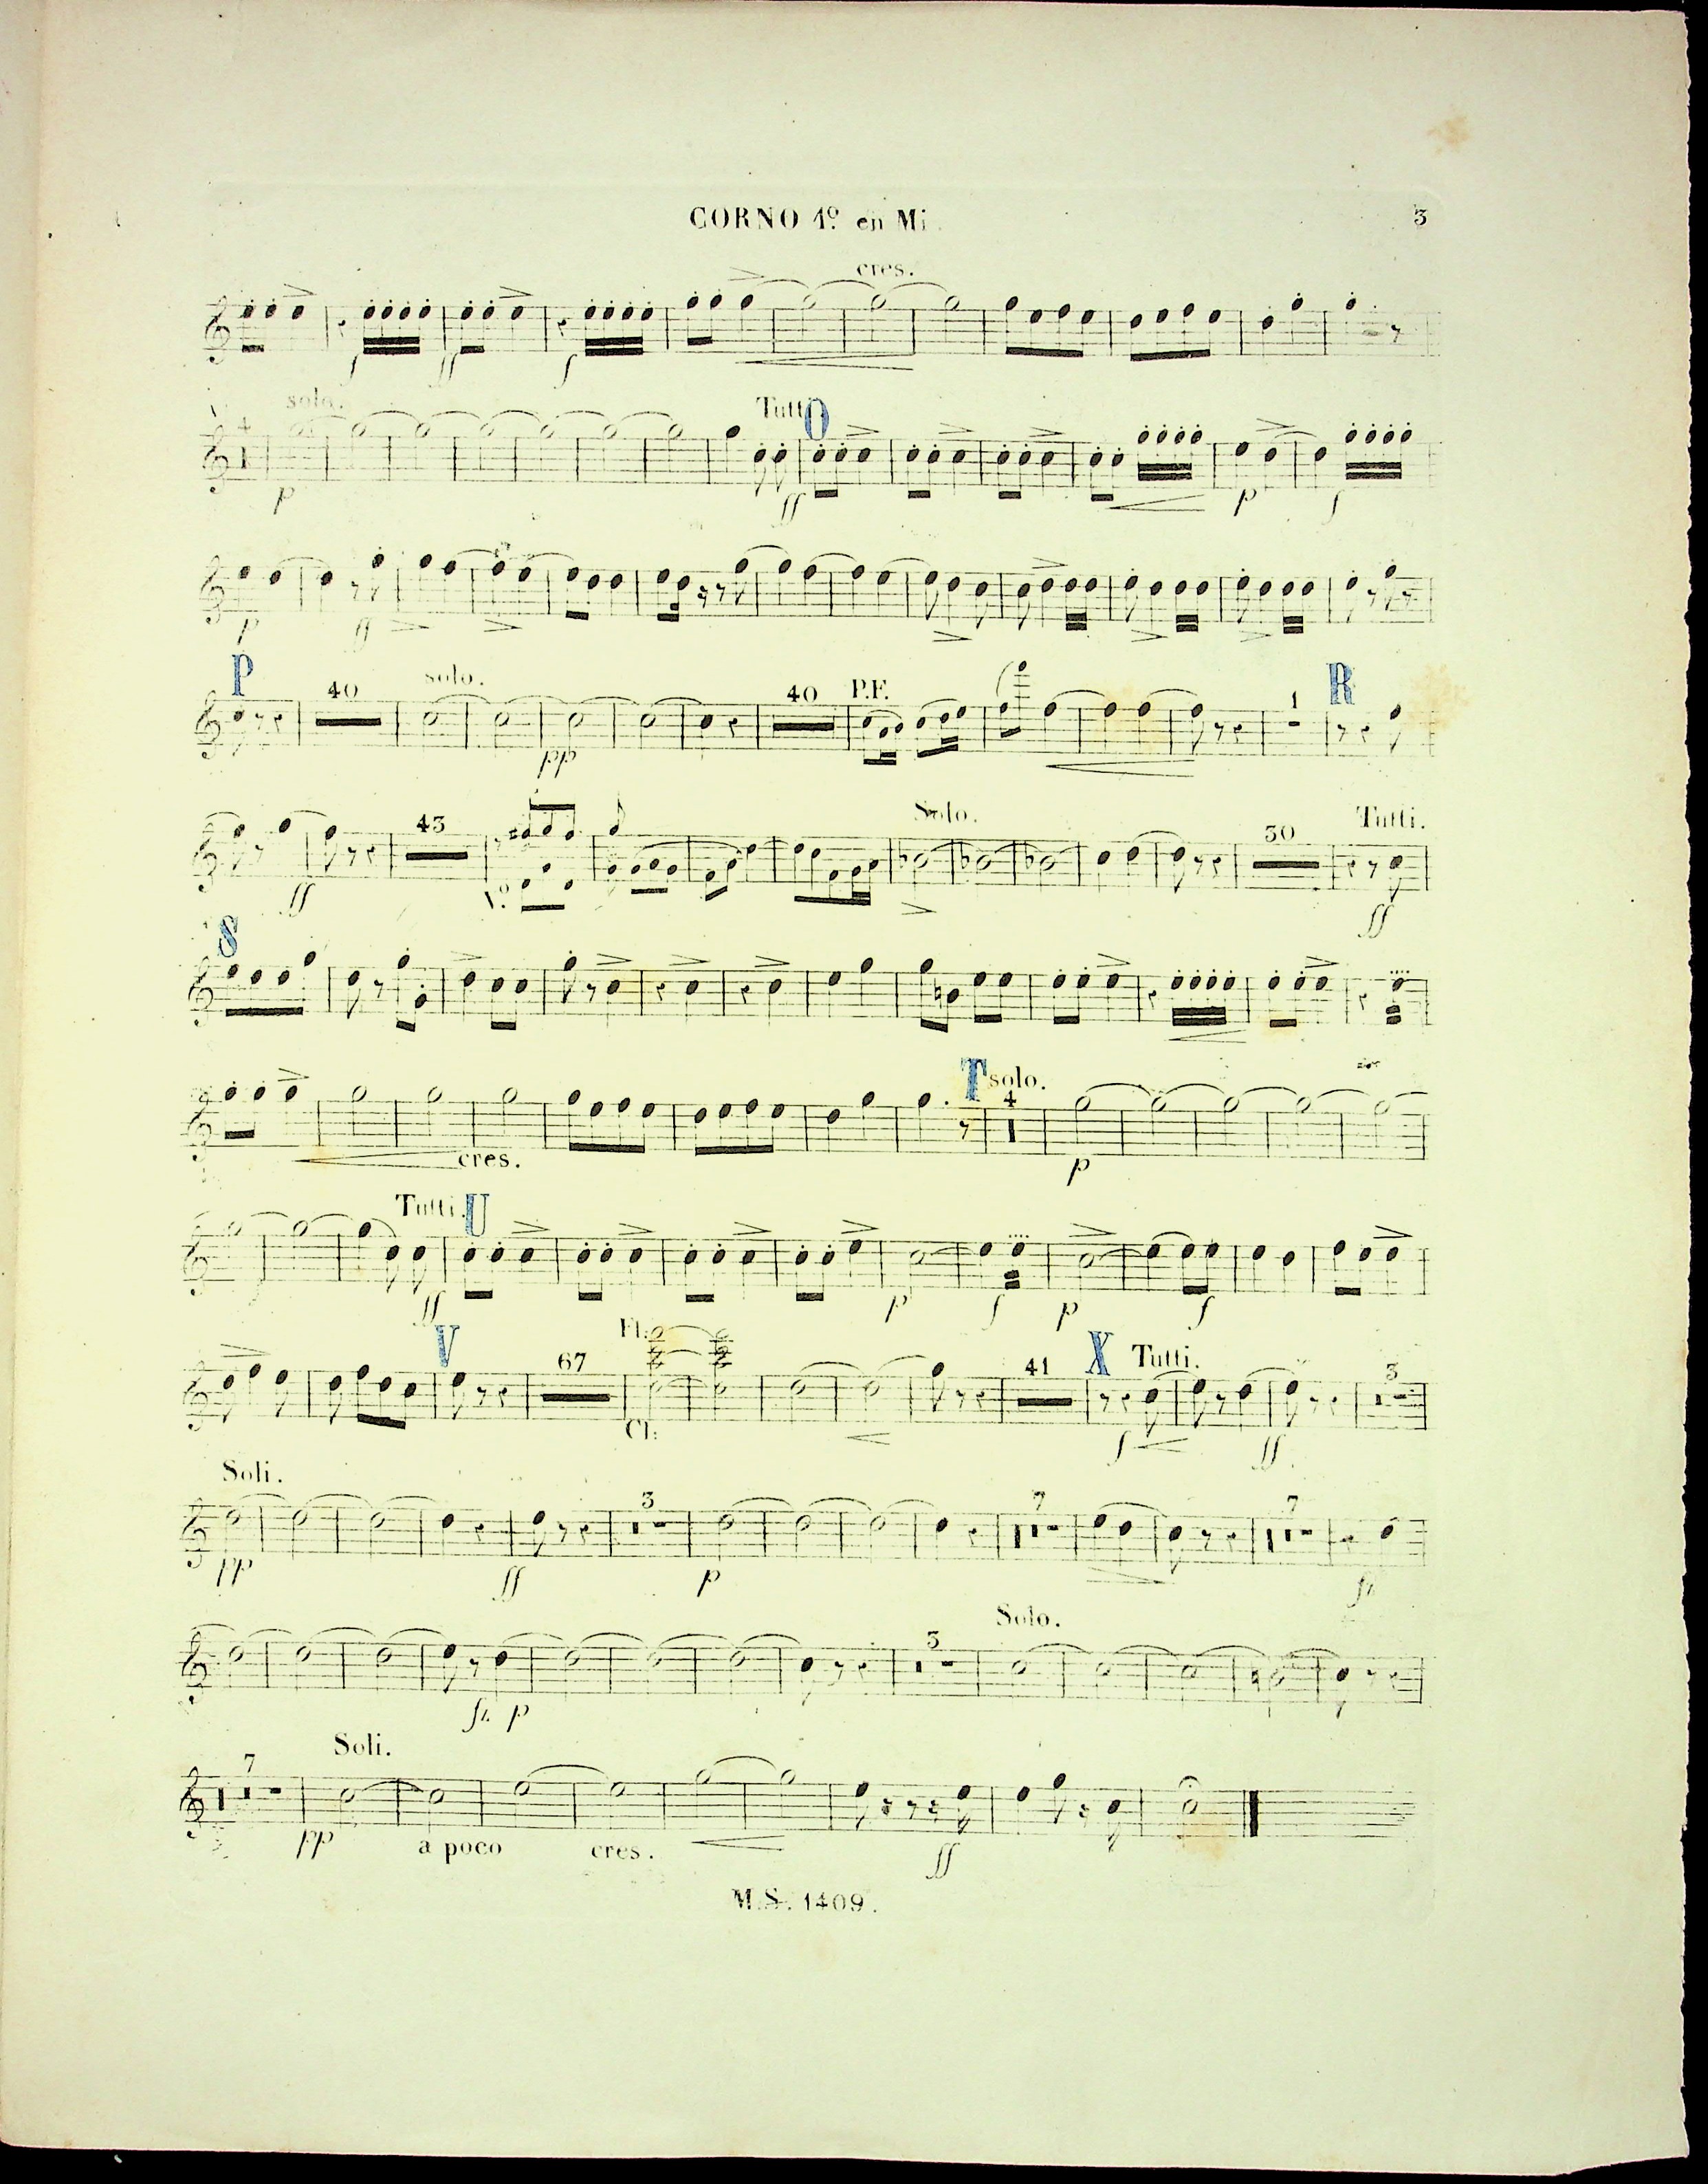 CORNO 1º. en Mi. 3
cres.
f ff f
solo. Tutti. O
4
p ff p f
p ff
P 40 solo. 40 P.F. 1 R
pp
43 Solo. 30 Tutti.
ff Vº. ff
S
T solo.
4
cres. p
Tutti. U
ff p f p f
V 67 Fl: 41 X Tutti. 3
Cl: f ff
Soli. 3 7 7
pp ff p fz
3 Solo.
fz p
7 Soli.
pp a poco cres. ff
M.S. 1409.